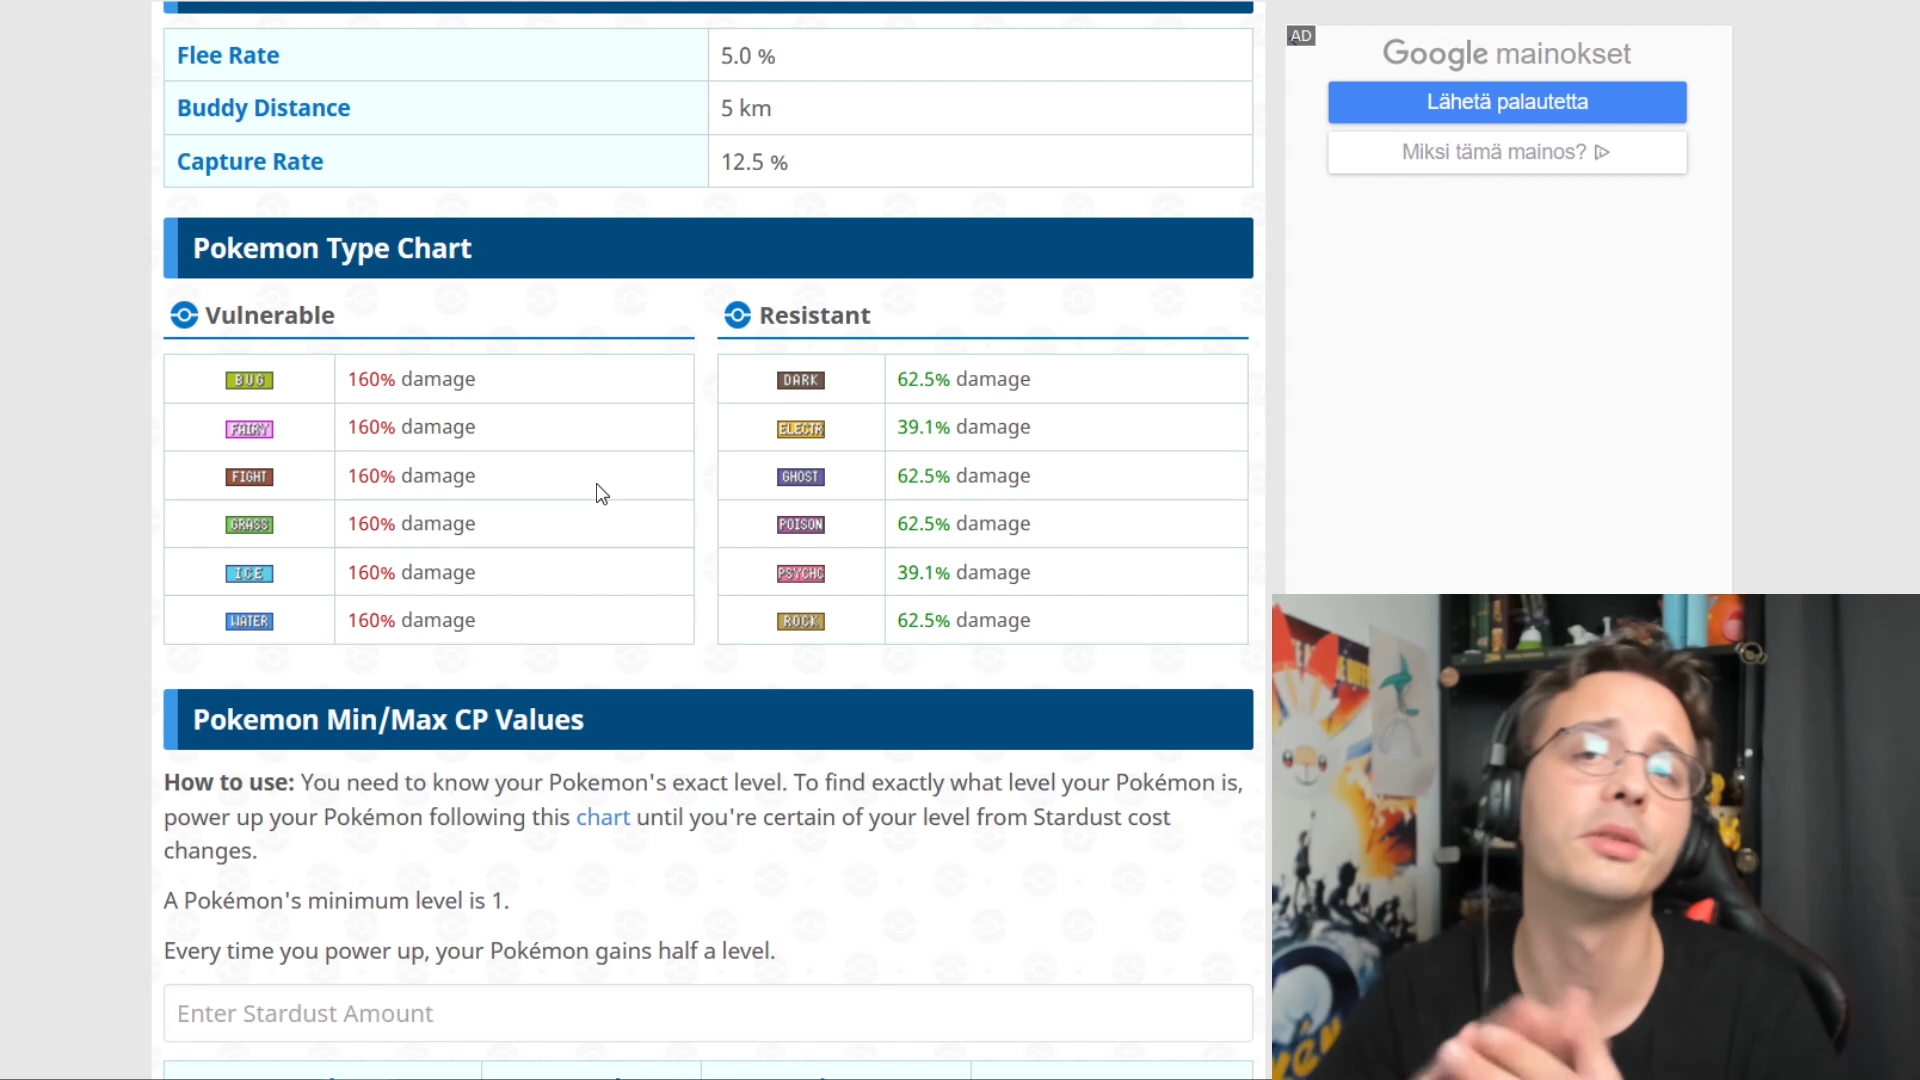 Flee Rate 5.0 %
Buddy Distance 5 km
Capture Rate 12.5 %
Pokemon Type Chart
Vulnerable
BUG 160% damage
FAIRY 160% damage
FIGHT 160% damage
GRASS 160% damage
ICE 160% damage
WATER 160% damage
Resistant
DARK 62.5% damage
ELECTR 39.1% damage
GHOST 62.5% damage
POISON 62.5% damage
PSYCHC 39.1% damage
ROCK 62.5% damage
Pokemon Min/Max CP Values
How to use: You need to know your Pokemon's exact level. To find exactly what level your Pokémon is,
power up your Pokémon following this chart until you're certain of your level from Stardust cost
changes.
A Pokémon's minimum level is 1.
Every time you power up, your Pokémon gains half a level.
Enter Stardust Amount
AD
Google mainokset
Lähetä palautetta
Miksi tämä mainos?